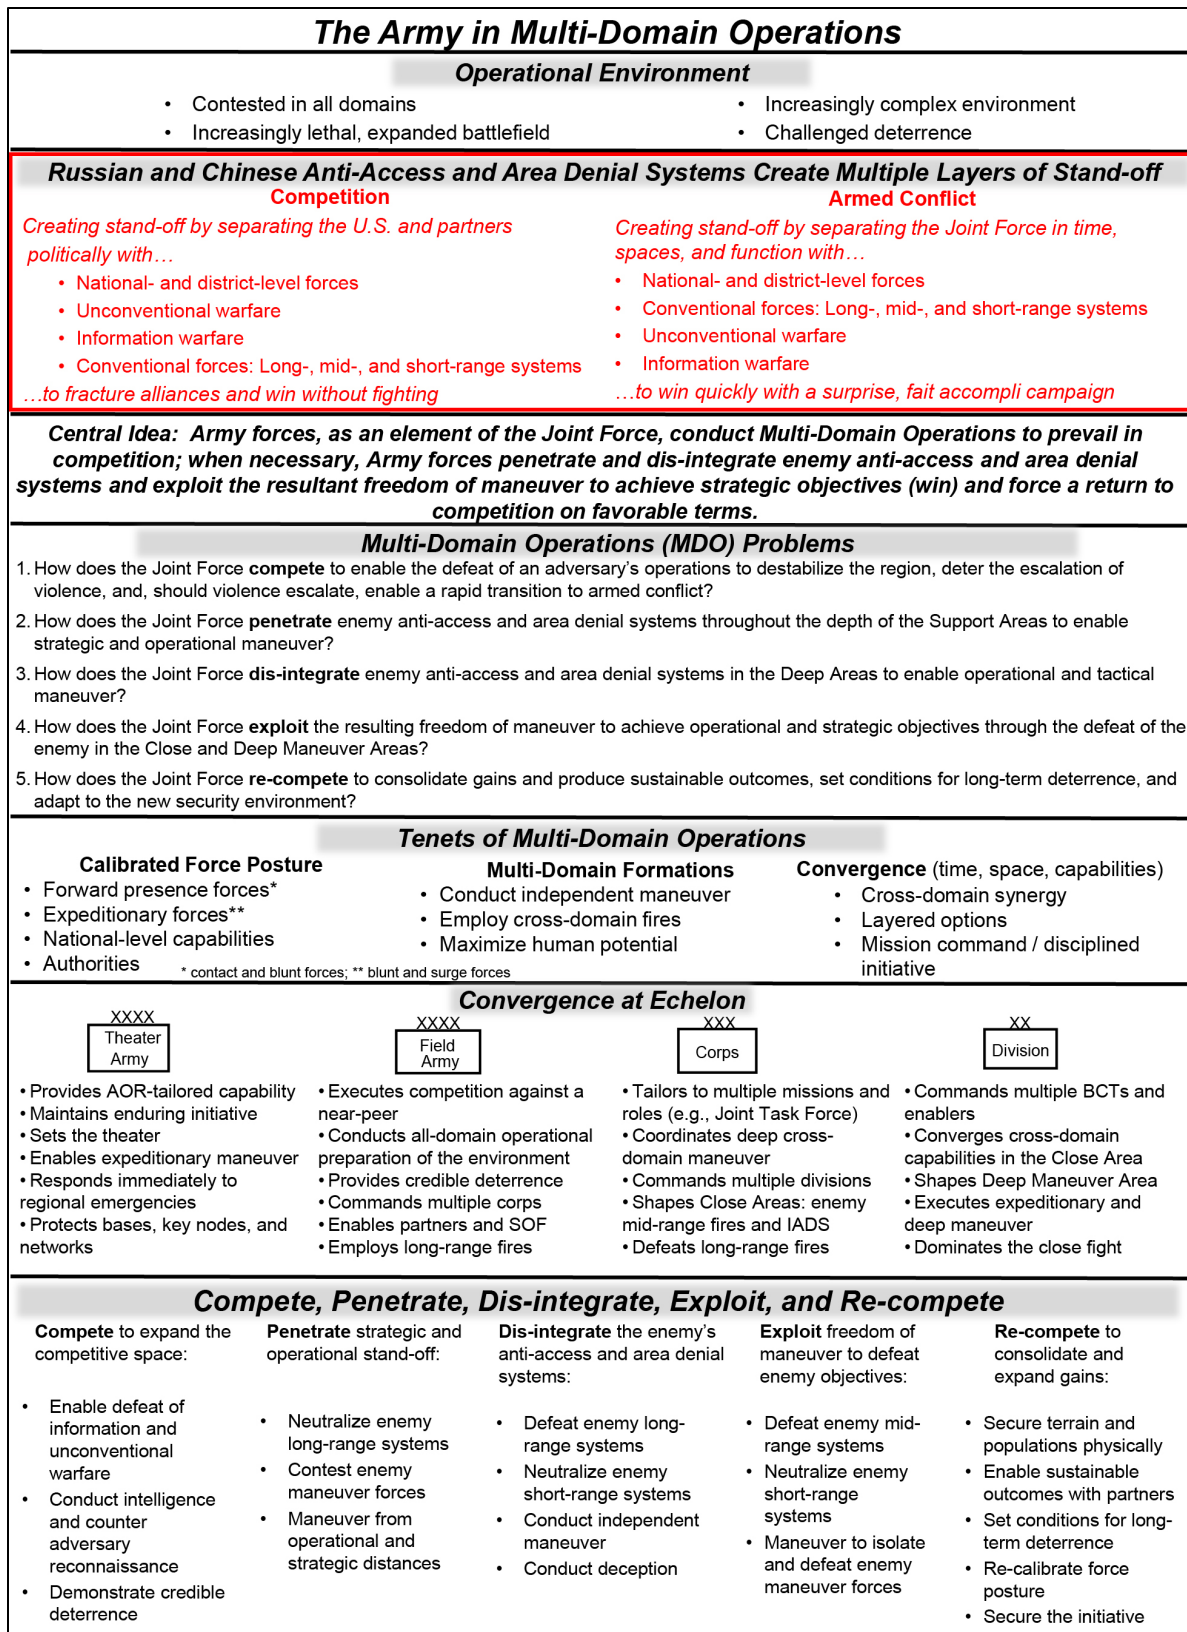 The Army in Multi-Domain Operations
Operational Environment
• Contested in all domains
• Increasingly lethal, expanded battlefield
• Increasingly complex environment
• Challenged deterrence
Russian and Chinese Anti-Access and Area Denial Systems Create Multiple Layers of Stand-off
Competition
Creating stand-off by separating the U.S. and partners
politically with…
• National- and district-level forces
• Unconventional warfare
• Information warfare
• Conventional forces: Long-, mid-, and short-range systems
…to fracture alliances and win without fighting
Armed Conflict
Creating stand-off by separating the Joint Force in time,
spaces, and function with…
• National- and district-level forces
• Conventional forces: Long-, mid-, and short-range systems
• Unconventional warfare
• Information warfare
…to win quickly with a surprise, fait accompli campaign
Central Idea: Army forces, as an element of the Joint Force, conduct Multi-Domain Operations to prevail in
competition; when necessary, Army forces penetrate and dis-integrate enemy anti-access and area denial
systems and exploit the resultant freedom of maneuver to achieve strategic objectives (win) and force a return to
competition on favorable terms.
Multi-Domain Operations (MDO) Problems
1. How does the Joint Force compete to enable the defeat of an adversary's operations to destabilize the region, deter the escalation of
violence, and, should violence escalate, enable a rapid transition to armed conflict?
2. How does the Joint Force penetrate enemy anti-access and area denial systems throughout the depth of the Support Areas to enable
strategic and operational maneuver?
3. How does the Joint Force dis-integrate enemy anti-access and area denial systems in the Deep Areas to enable operational and tactical
maneuver?
4. How does the Joint Force exploit the resulting freedom of maneuver to achieve operational and strategic objectives through the defeat of the
enemy in the Close and Deep Maneuver Areas?
5. How does the Joint Force re-compete to consolidate gains and produce sustainable outcomes, set conditions for long-term deterrence, and
adapt to the new security environment?
Tenets of Multi-Domain Operations
Calibrated Force Posture
• Forward presence forces*
• Expeditionary forces**
• National-level capabilities
• Authorities
* contact and blunt forces; ** blunt and surge forces
Multi-Domain Formations
• Conduct independent maneuver
• Employ cross-domain fires
• Maximize human potential
Convergence (time, space, capabilities)
• Cross-domain synergy
• Layered options
• Mission command / disciplined
initiative
Convergence at Echelon
XXXX
Theater
Army
• Provides AOR-tailored capability
• Maintains enduring initiative
• Sets the theater
• Enables expeditionary maneuver
• Responds immediately to
regional emergencies
• Protects bases, key nodes, and
networks
XXXX
Field
Army
• Executes competition against a
near-peer
• Conducts all-domain operational
preparation of the environment
• Provides credible deterrence
• Commands multiple corps
• Enables partners and SOF
• Employs long-range fires
XXX
Corps
• Tailors to multiple missions and
roles (e.g., Joint Task Force)
• Coordinates deep cross-
domain maneuver
• Commands multiple divisions
• Shapes Close Areas: enemy
mid-range fires and IADS
• Defeats long-range fires
XX
Division
• Commands multiple BCTs and
enablers
• Converges cross-domain
capabilities in the Close Area
• Shapes Deep Maneuver Area
• Executes expeditionary and
deep maneuver
• Dominates the close fight
Compete, Penetrate, Dis-integrate, Exploit, and Re-compete
Compete to expand the
competitive space:
• Enable defeat of
information and
unconventional
warfare
• Conduct intelligence
and counter
adversary
reconnaissance
• Demonstrate credible
deterrence
Penetrate strategic and
operational stand-off:
• Neutralize enemy
long-range systems
• Contest enemy
maneuver forces
• Maneuver from
operational and
strategic distances
Dis-integrate the enemy's
anti-access and area denial
systems:
• Defeat enemy long-
range systems
• Neutralize enemy
short-range systems
• Conduct independent
maneuver
• Conduct deception
Exploit freedom of
maneuver to defeat
enemy objectives:
• Defeat enemy mid-
range systems
• Neutralize enemy
short-range
systems
• Maneuver to isolate
and defeat enemy
maneuver forces
Re-compete to
consolidate and
expand gains:
• Secure terrain and
populations physically
• Enable sustainable
outcomes with partners
• Set conditions for long-
term deterrence
• Re-calibrate force
posture
• Secure the initiative